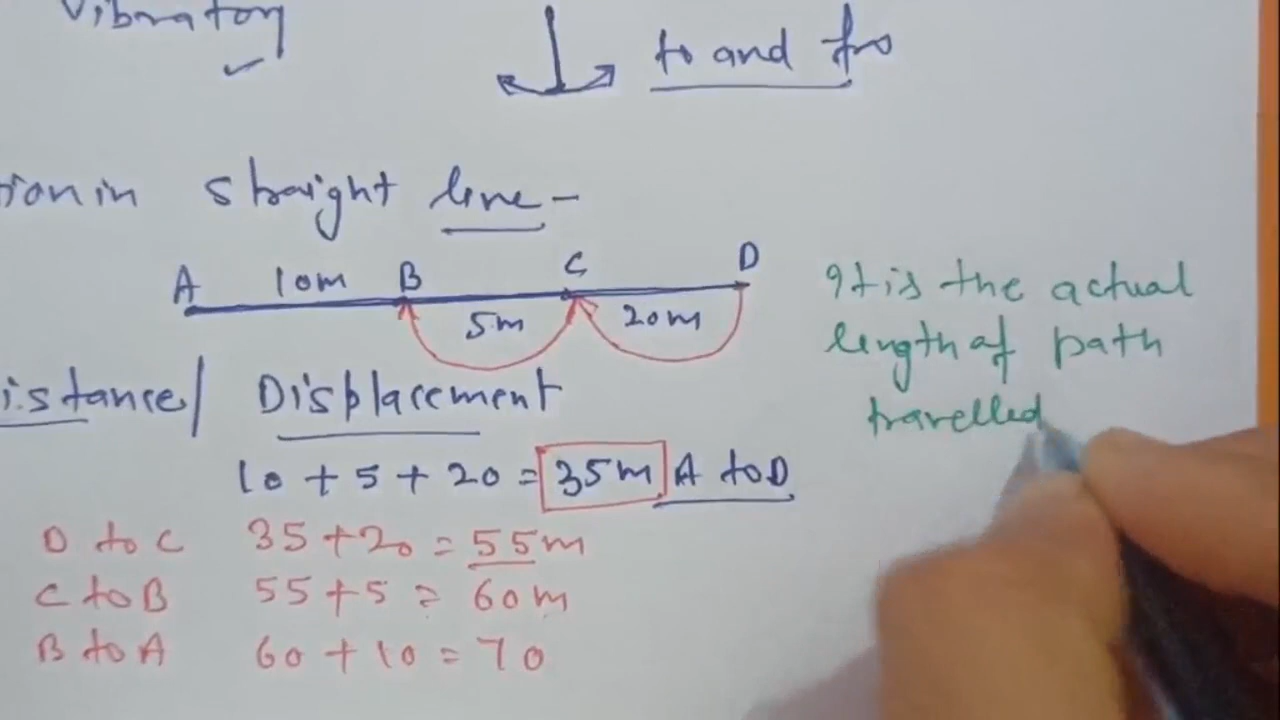 Vibratory
to and fro
tion in straight line -
A 10m B C D
5m 20m
istance/ Displacement
10 + 5 + 20 = 35m A to D
D to C 35 + 20 = 55m
C to B 55 + 5 = 60m
B to A 60 + 10 = 70
It is the actual
length of path
travelled